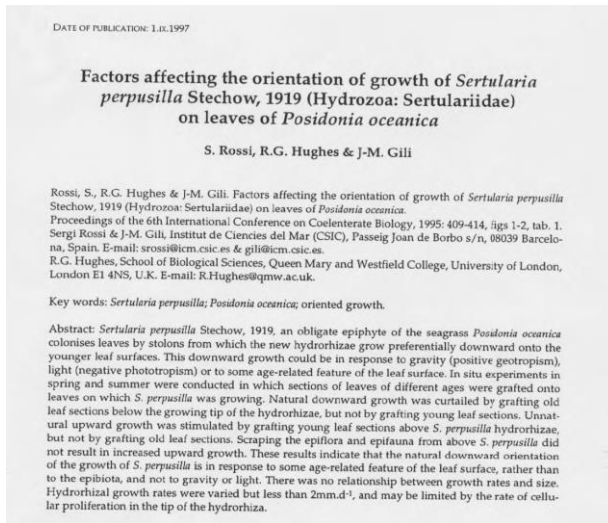 DATE OF PUBLICATION: 1.IX.1997
Factors affecting the orientation of growth of Sertularia
perpusilla Stechow, 1919 (Hydrozoa: Sertulariidae)
on leaves of Posidonia oceanica
S. Rossi, R.G. Hughes & J-M. Gili
Rossi, S., R.G. Hughes & J-M. Gili. Factors affecting the orientation of growth of Sertularia perpusilla
Stechow, 1919 (Hydrozoa: Sertulariidae) on leaves of Posidonia oceanica.
Proceedings of the 6th International Conference on Coelenterate Biology, 1995: 409-414, figs 1-2, tab. 1.
Sergi Rossi & J-M. Gili, Institut de Ciencies del Mar (CSIC), Passeig Joan de Borbo s/n, 08039 Barcelo-
na, Spain. E-mail: srossi@icm.csic.es & gili@icm.csic.es.
R.G. Hughes, School of Biological Sciences, Queen Mary and Westfield College, University of London,
London E1 4NS, U.K. E-mail: R.Hughes@qmw.ac.uk.
Key words: Sertularia perpusilla; Posidonia oceanica; oriented growth.
Abstract: Sertularia perpusilla Stechow, 1919, an obligate epiphyte of the seagrass Posidonia oceanica
colonises leaves by stolons from which the new hydrorhizae grow preferentially downward onto the
younger leaf surfaces. This downward growth could be in response to gravity (positive geotropism),
light (negative phototropism) or to some age-related feature of the leaf surface. In situ experiments in
spring and summer were conducted in which sections of leaves of different ages were grafted onto
leaves on which S. perpusilla was growing. Natural downward growth was curtailed by grafting old
leaf sections below the growing tip of the hydrorhizae, but not by grafting young leaf sections. Unnat-
ural upward growth was stimulated by grafting young leaf sections above S. perpusilla hydrorhizae,
but not by grafting old leaf sections. Scraping the epiflora and epifauna from above S. perpusilla did
not result in increased upward growth. These results indicate that the natural downward orientation
of the growth of S. perpusilla is in response to some age-related feature of the leaf surface, rather than
to the epibiota, and not to gravity or light. There was no relationship between growth rates and size.
Hydrorhizal growth rates were varied but less than 2mm.d-1, and may be limited by the rate of cellu-
lar proliferation in the tip of the hydrorhiza.